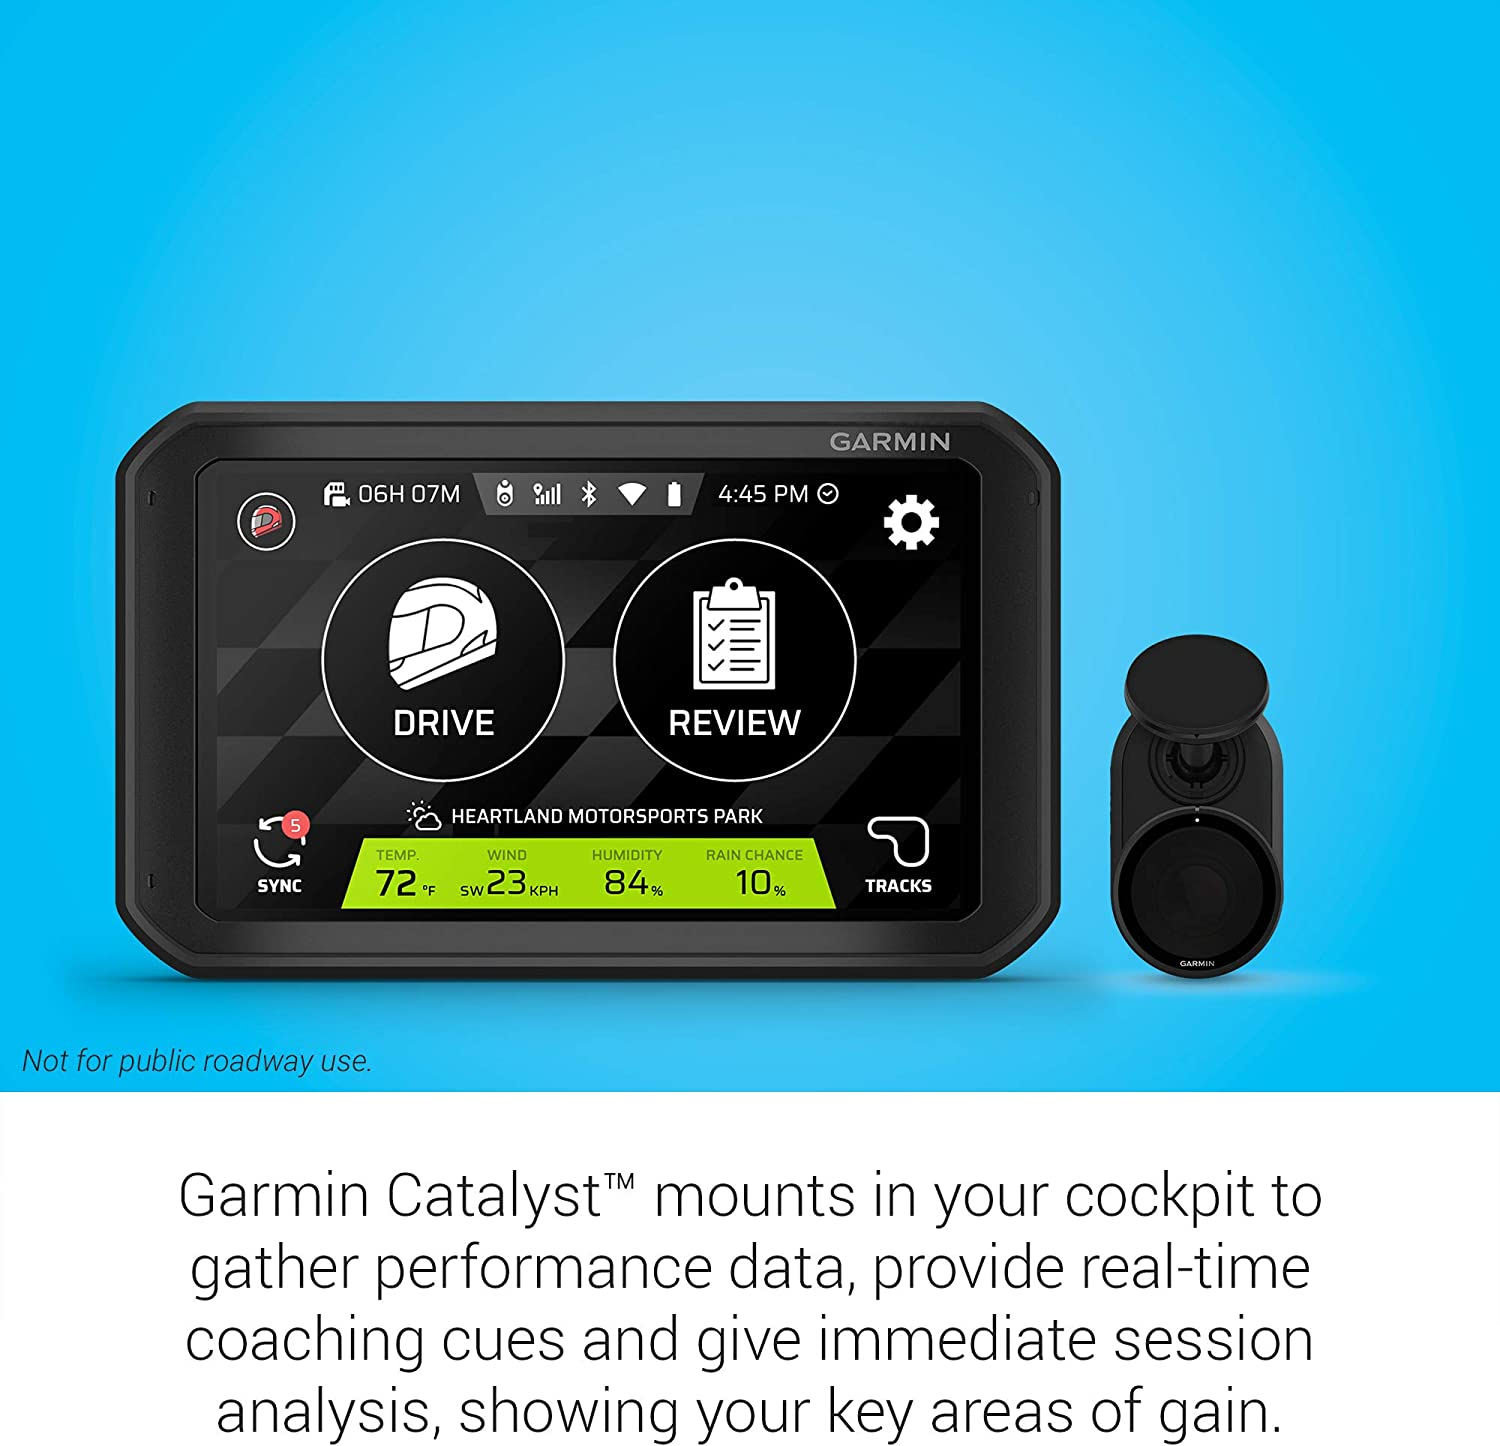 GARMIN
06H 07M
4:45 PM
DRIVE
REVIEW
HEARTLAND MOTORSPORTS PARK
5
SYNC
TEMP. WIND HUMIDITY RAIN CHANCE
72 °F SW 23 KPH 84 % 10 %
TRACKS
GARMIN
Not for public roadway use.
Garmin Catalyst™ mounts in your cockpit to
gather performance data, provide real-time
coaching cues and give immediate session
analysis, showing your key areas of gain.